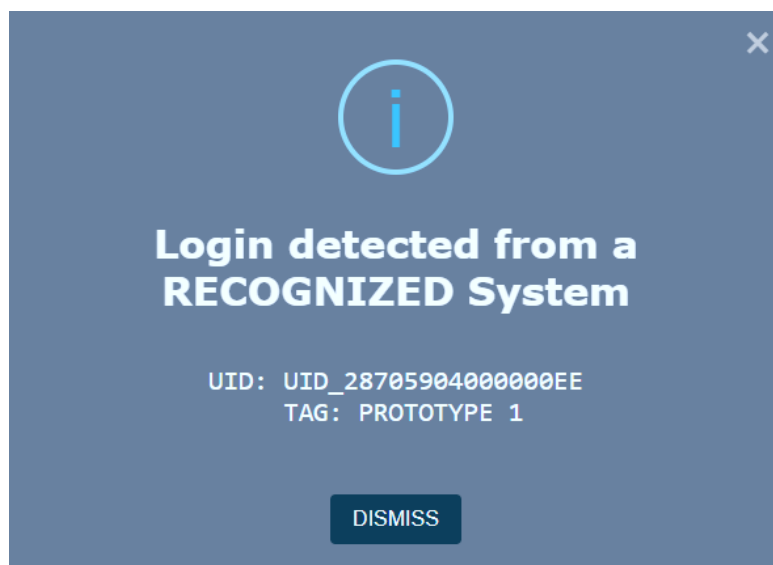 Login detected from a
RECOGNIZED System
UID: UID_28705904000000EE
TAG: PROTOTYPE 1
DISMISS